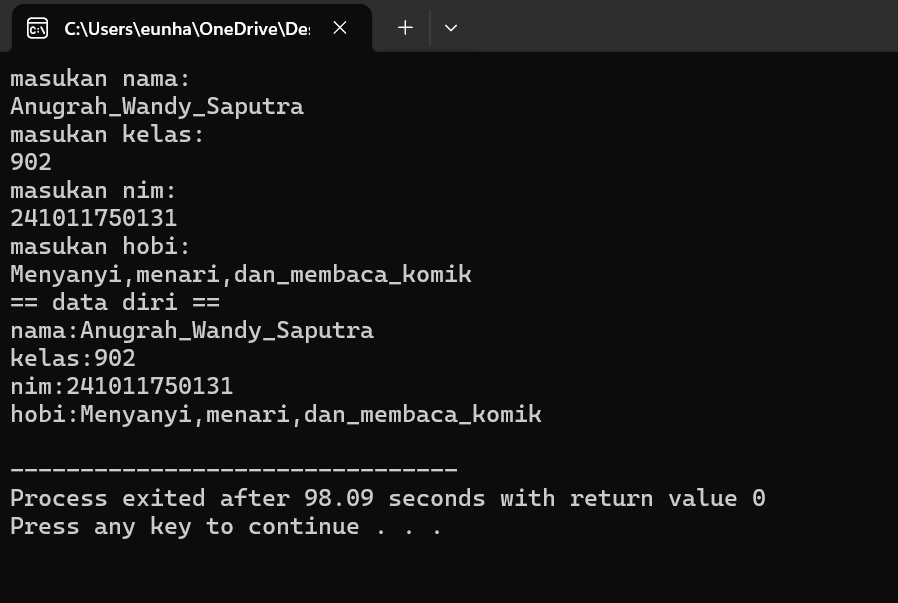 C:\Users\eunha\OneDrive\De
masukan nama:
Anugrah_Wandy_Saputra
masukan kelas:
902
masukan nim:
241011750131
masukan hobi:
Menyanyi,menari,dan_membaca_komik
== data diri ==
nama:Anugrah_Wandy_Saputra
kelas:902
nim:241011750131
hobi:Menyanyi,menari,dan_membaca_komik
--------------------------------
Process exited after 98.09 seconds with return value 0
Press any key to continue . . .